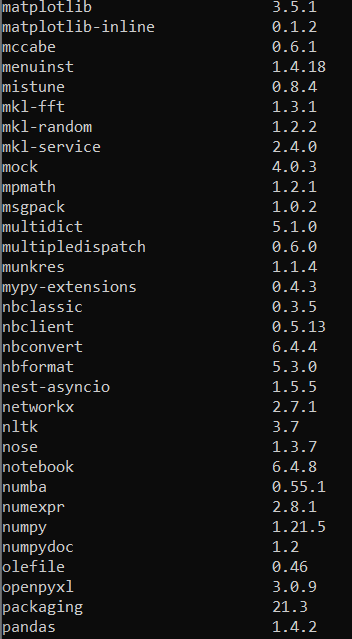 matplotlib 3.5.1
matplotlib-inline 0.1.2
mccabe 0.6.1
menuinst 1.4.18
mistune 0.8.4
mkl-fft 1.3.1
mkl-random 1.2.2
mkl-service 2.4.0
mock 4.0.3
mpmath 1.2.1
msgpack 1.0.2
multidict 5.1.0
multipledispatch 0.6.0
munkres 1.1.4
mypy-extensions 0.4.3
nbclassic 0.3.5
nbclient 0.5.13
nbconvert 6.4.4
nbformat 5.3.0
nest-asyncio 1.5.5
networkx 2.7.1
nltk 3.7
nose 1.3.7
notebook 6.4.8
numba 0.55.1
numexpr 2.8.1
numpy 1.21.5
numpydoc 1.2
olefile 0.46
openpyxl 3.0.9
packaging 21.3
pandas 1.4.2